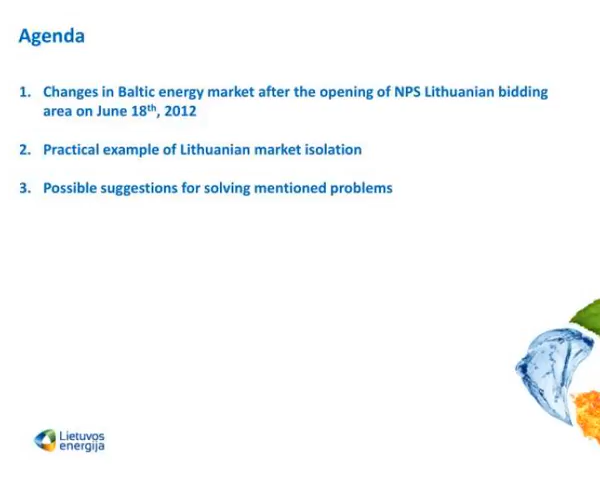 Agenda
1. Changes in Baltic energy market after the opening of NPS Lithuanian bidding
area on June 18th, 2012
2. Practical example of Lithuanian market isolation
3. Possible suggestions for solving mentioned problems
Lietuvos
energija